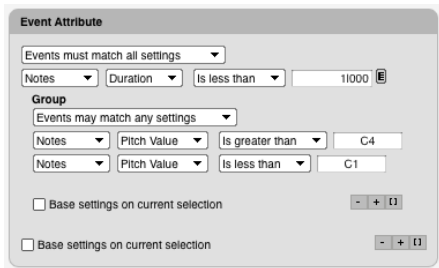 Event Attribute
Events must match all settings
Notes Duration Is less than 1|000 E
Group
Events may match any settings
Notes Pitch Value Is greater than C4
Notes Pitch Value Is less than C1
Base settings on current selection - + []
Base settings on current selection - + []